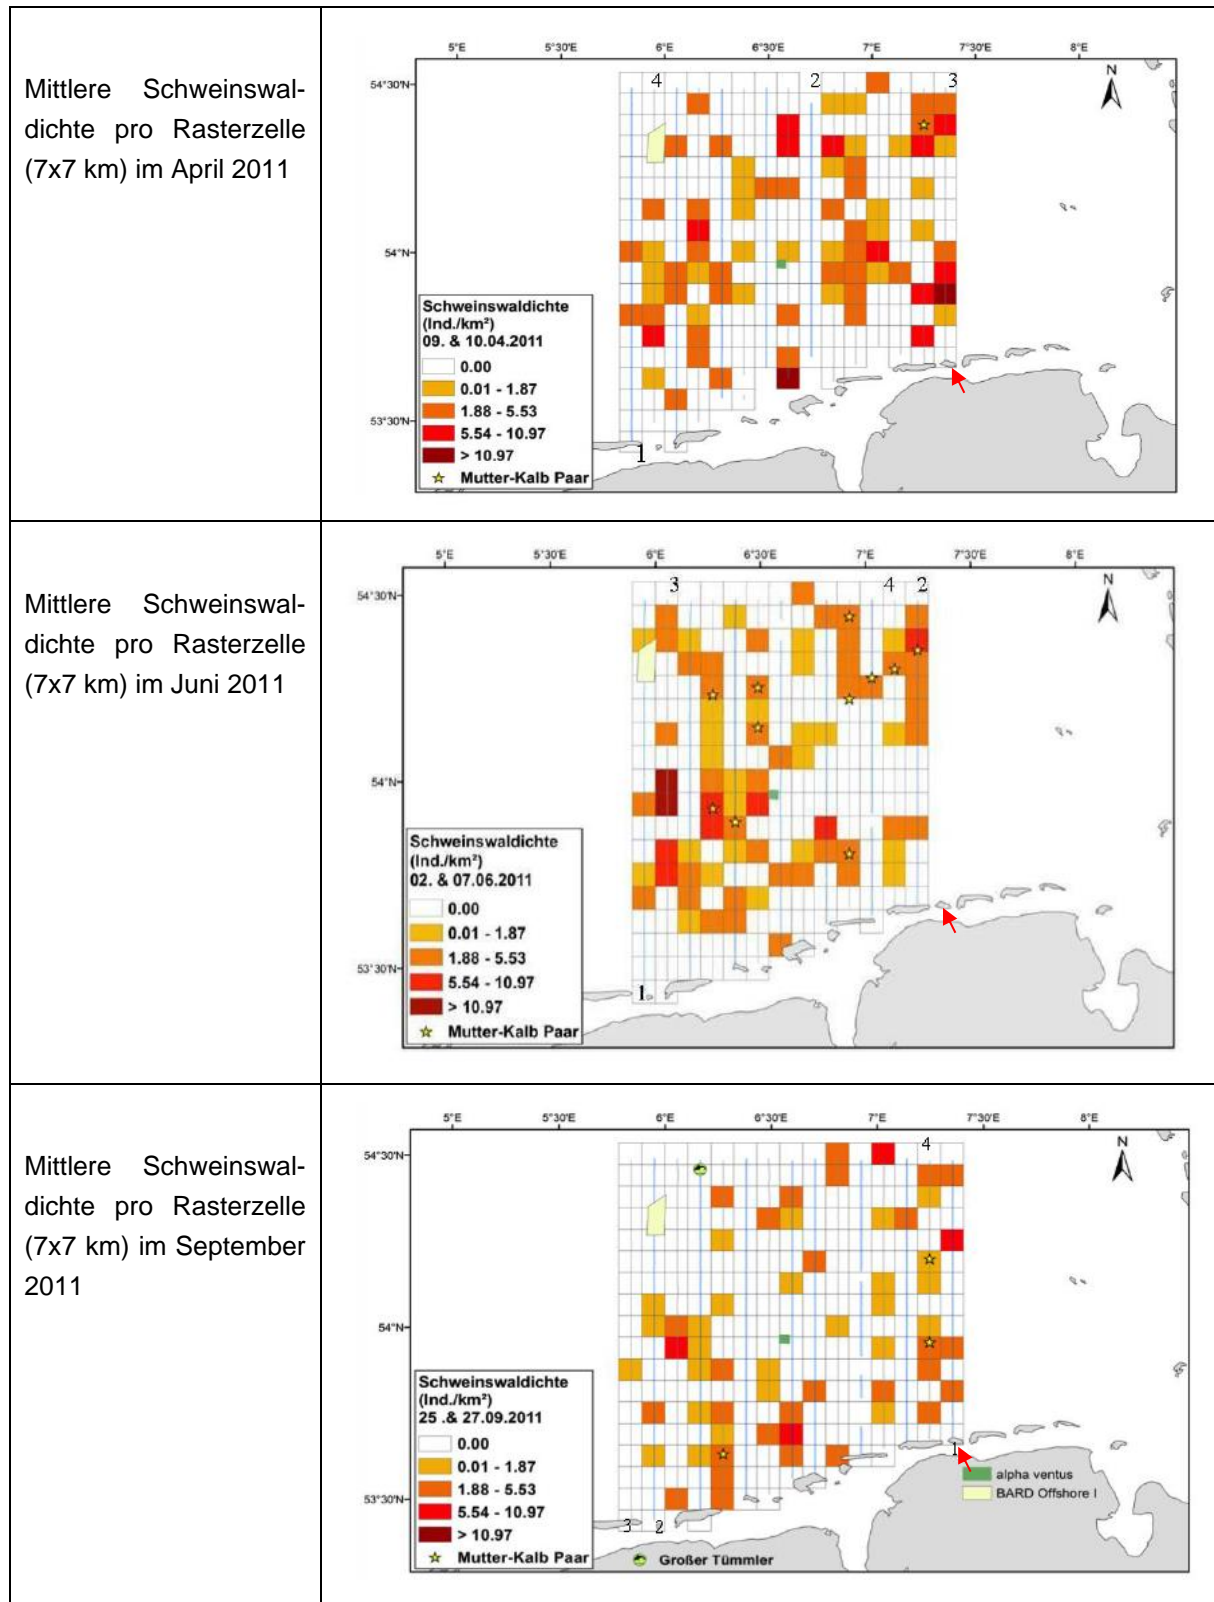 Mittlere Schweinswal-
dichte pro Rasterzelle
(7x7 km) im April 2011
5°E 5°30'E 6°E 6°30'E 7°E 7°30'E 8°E
54°30'N
4 2 3
N
54°N
Schweinswaldichte
(Ind./km²)
09. & 10.04.2011
0.00
0.01 - 1.87
1.88 - 5.53
5.54 - 10.97
> 10.97
Mutter-Kalb Paar
53°30'N
1
Mittlere Schweinswal-
dichte pro Rasterzelle
(7x7 km) im Juni 2011
5°E 5°30'E 6°E 6°30'E 7°E 7°30'E 8°E
54°30'N
3 4 2
N
54°N
Schweinswaldichte
(Ind./km²)
02. & 07.06.2011
0.00
0.01 - 1.87
1.88 - 5.53
5.54 - 10.97
> 10.97
Mutter-Kalb Paar
53°30'N
1
Mittlere Schweinswal-
dichte pro Rasterzelle
(7x7 km) im September
2011
5°E 5°30'E 6°E 6°30'E 7°E 7°30'E 8°E
54°30'N
4
N
54°N
Schweinswaldichte
(Ind./km²)
25 .& 27.09.2011
0.00
0.01 - 1.87
1.88 - 5.53
5.54 - 10.97
> 10.97
Mutter-Kalb Paar
53°30'N
3 2
1
alpha ventus
BARD Offshore I
Großer Tümmler